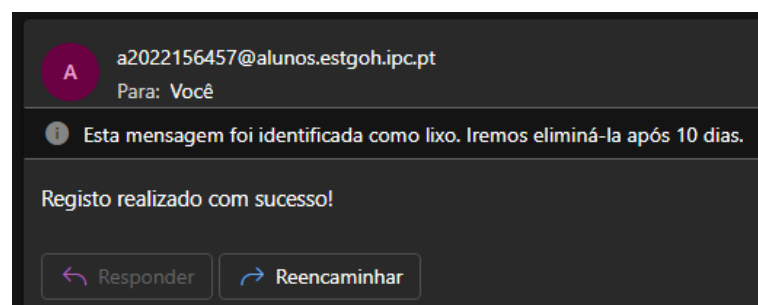 A
a2022156457@alunos.estgoh.ipc.pt
Para: Você
Esta mensagem foi identificada como lixo. Iremos eliminá-la após 10 dias.
Registo realizado com sucesso!
Responder
Reencaminhar